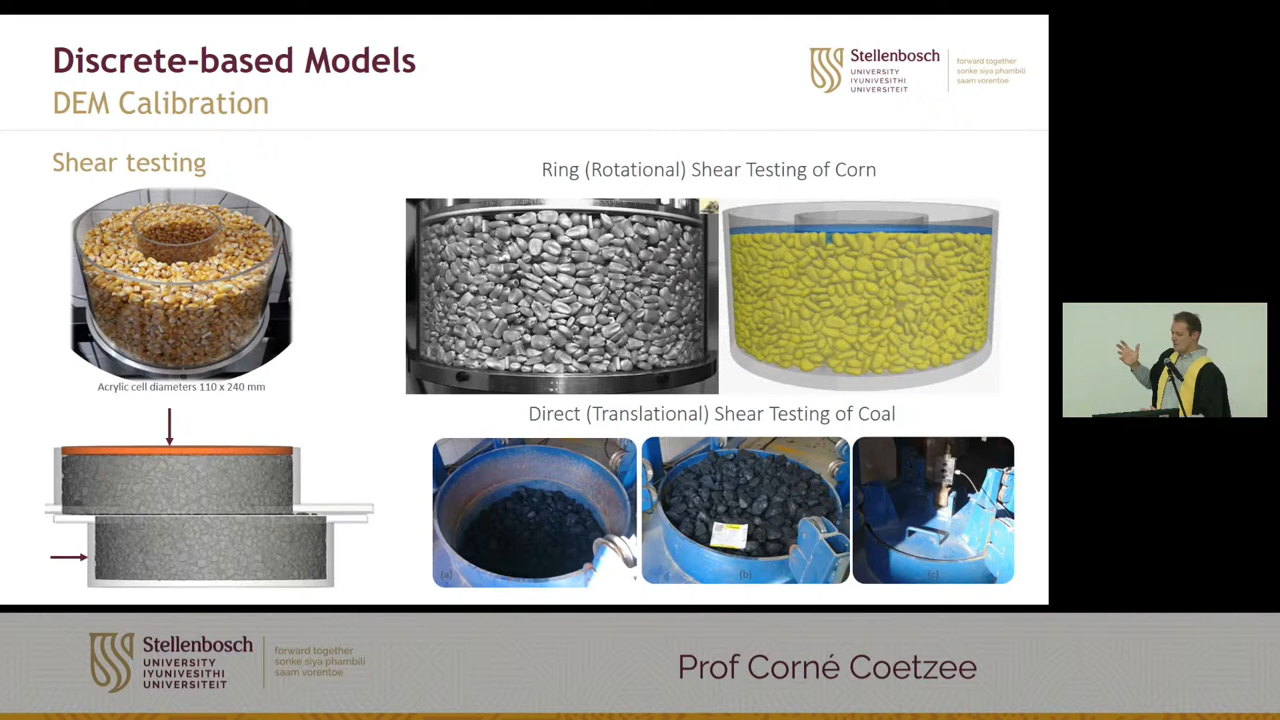 Discrete-based Models
DEM Calibration
Stellenbosch
UNIVERSITY
IYUNIVESITHI
UNIVERSITEIT
forward together
sonke siya phambili
saam vorentoe
Shear testing
Acrylic cell diameters 110 x 240 mm
Ring (Rotational) Shear Testing of Corn
Direct (Translational) Shear Testing of Coal
(a)
(b)
(c)
Stellenbosch
UNIVERSITY
IYUNIVESITHI
UNIVERSITEIT
forward together
sonke siya phambili
saam vorentoe
Prof Corné Coetzee